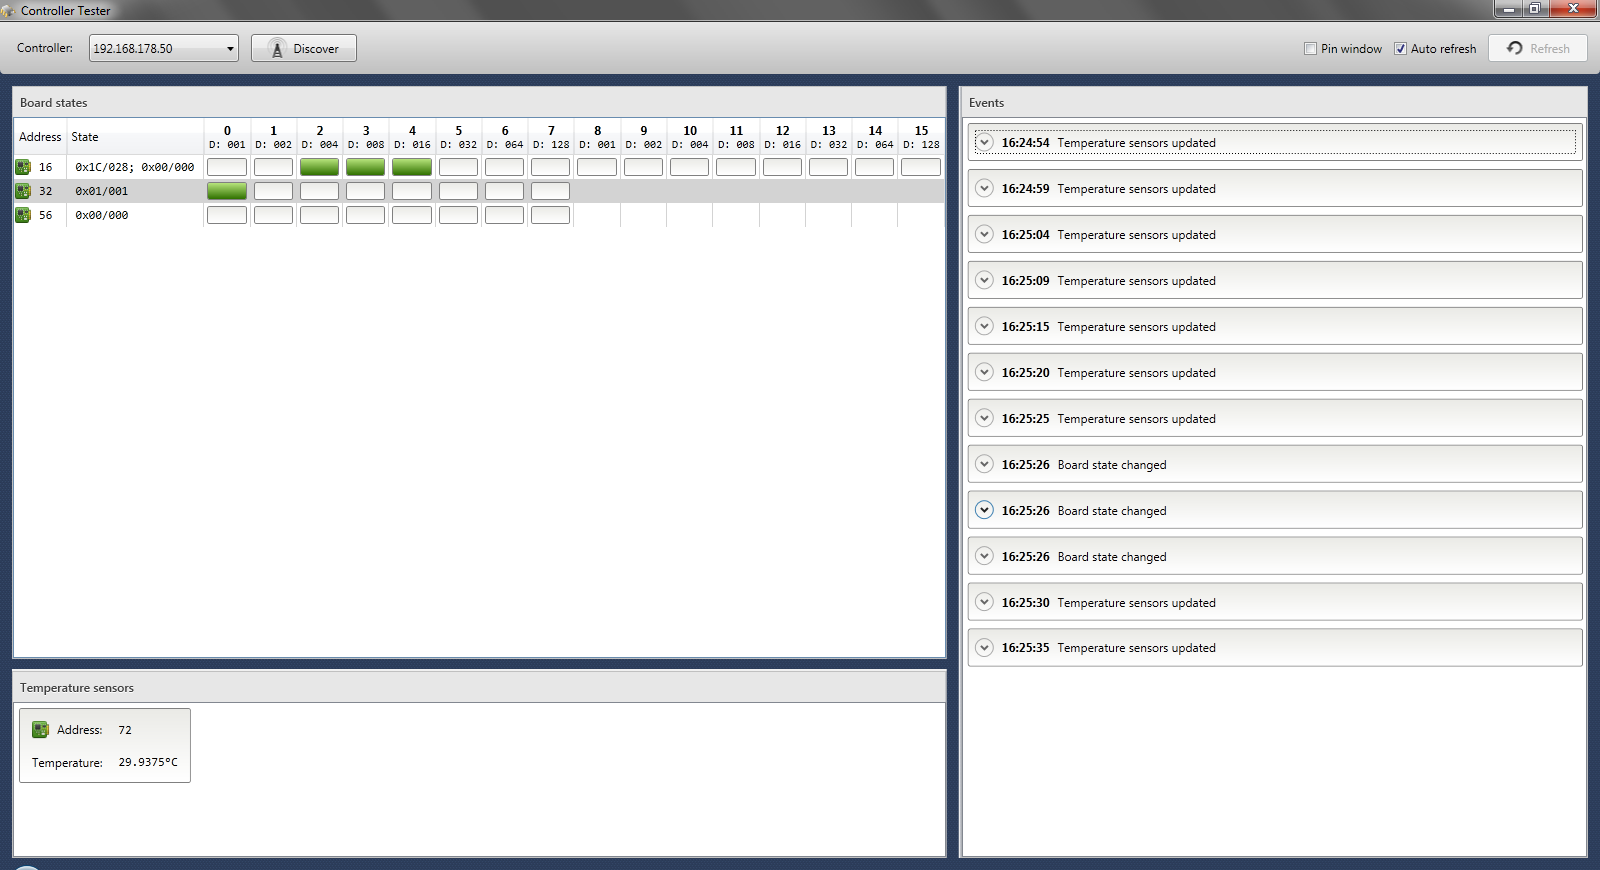 Controller Tester
Controller: 192.168.178.50 Discover Pin window Auto refresh Refresh
Board states
Address State 0 1 2 3 4 5 6 7 8 9 10 11 12 13 14 15
D: 001 D: 002 D: 004 D: 008 D: 016 D: 032 D: 064 D: 128 D: 001 D: 002 D: 004 D: 008 D: 016 D: 032 D: 064 D: 128
16 0x1C/028; 0x00/000
32 0x01/001
56 0x00/000
Temperature sensors
Address: 72
Temperature: 29.9375°C
Events
16:24:54 Temperature sensors updated
16:24:59 Temperature sensors updated
16:25:04 Temperature sensors updated
16:25:09 Temperature sensors updated
16:25:15 Temperature sensors updated
16:25:20 Temperature sensors updated
16:25:25 Temperature sensors updated
16:25:26 Board state changed
16:25:26 Board state changed
16:25:26 Board state changed
16:25:30 Temperature sensors updated
16:25:35 Temperature sensors updated